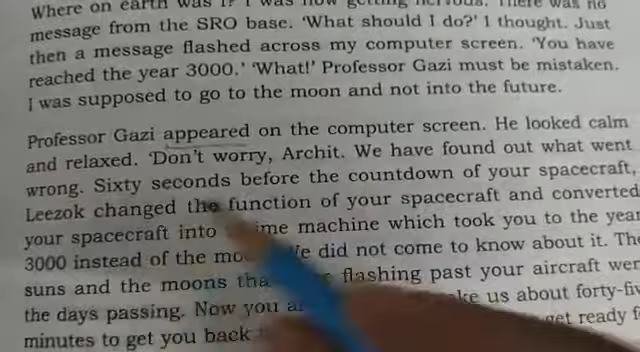 Where on earth was I? I was now getting nervous. There was no
message from the SRO base. 'What should I do?' I thought. Just
then a message flashed across my computer screen. 'You have
reached the year 3000.' 'What!' Professor Gazi must be mistaken.
I was supposed to go to the moon and not into the future.
Professor Gazi appeared on the computer screen. He looked calm
and relaxed. 'Don't worry, Archit. We have found out what went
wrong. Sixty seconds before the countdown of your spacecraft,
Leezok changed the function of your spacecraft and converted
your spacecraft into time machine which took you to the year
3000 instead of the We did not come to know about it. The
suns and the moons flashing past your aircraft
the days passing. Now you us about
minutes to get you back get ready